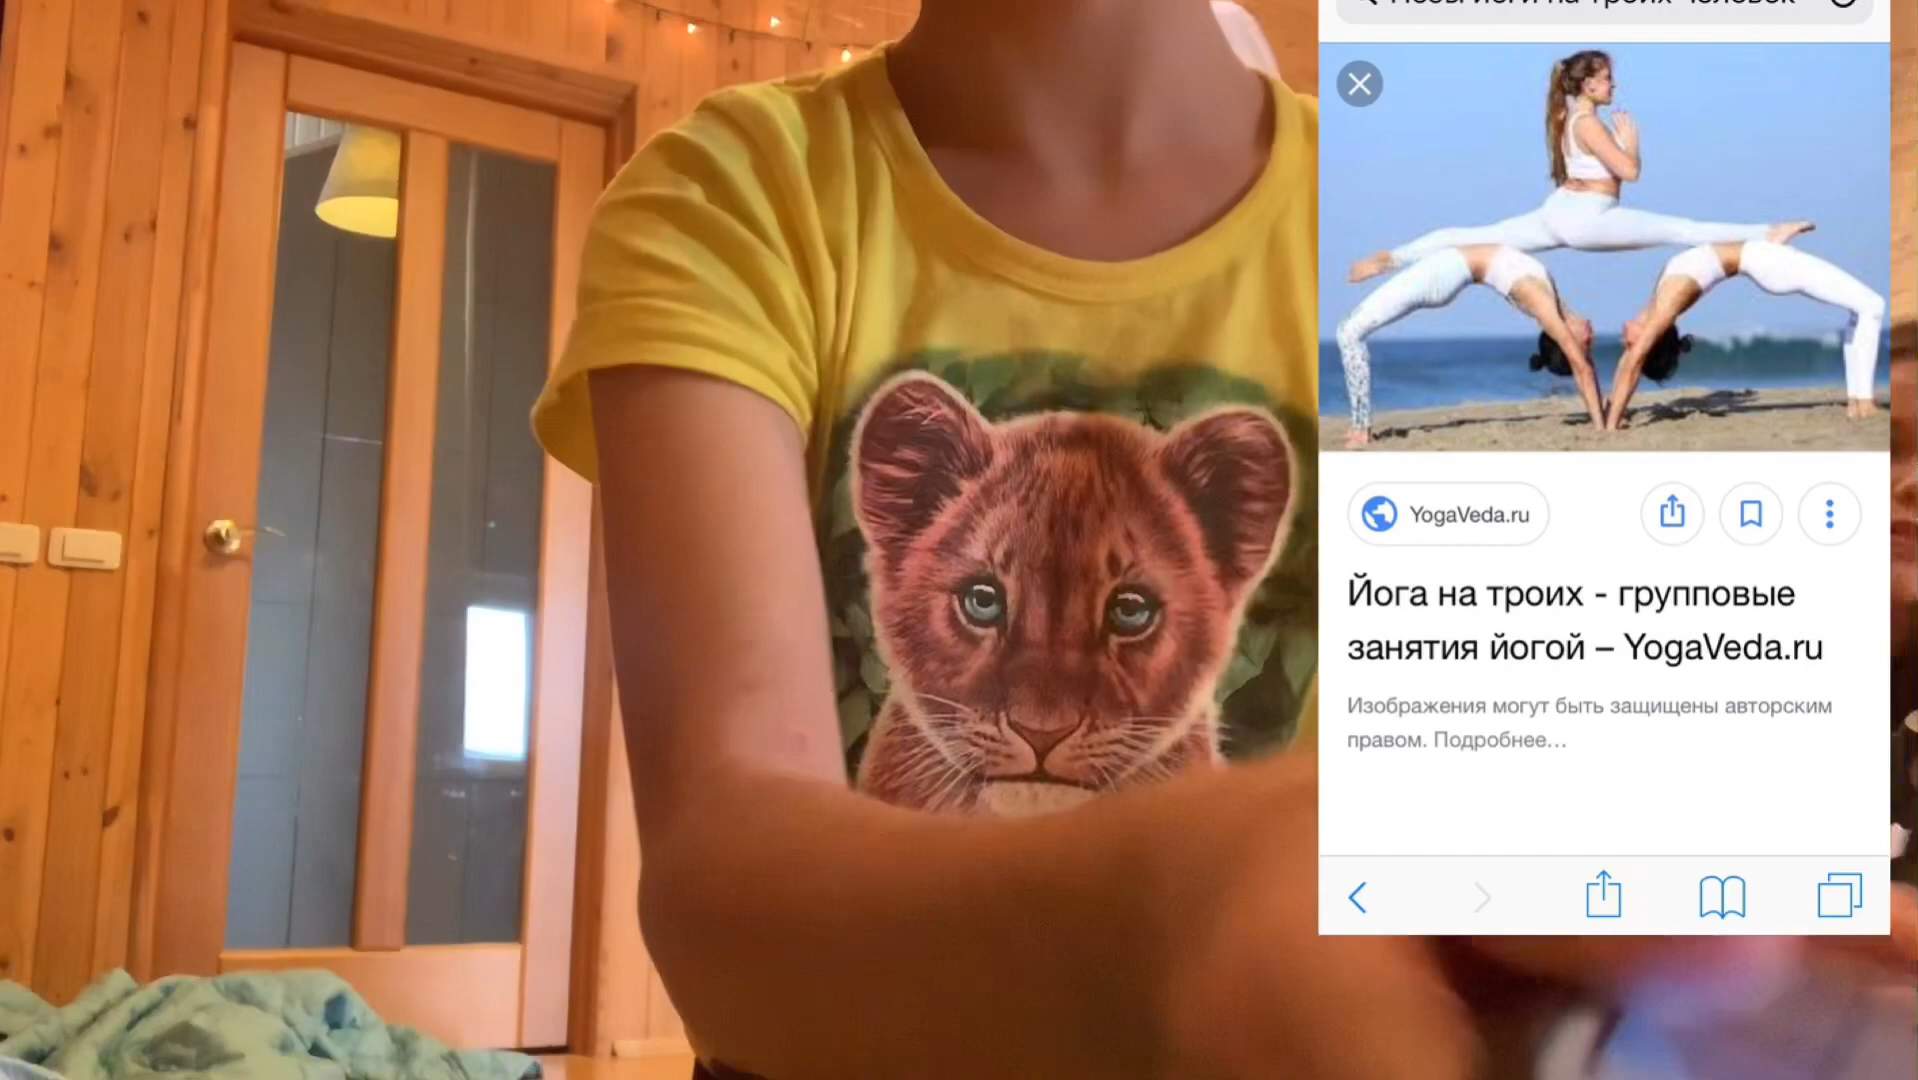 YogaVeda.ru
Йога на троих - групповые
занятия йогой – YogaVeda.ru
Изображения могут быть защищены авторским
правом. Подробнее...